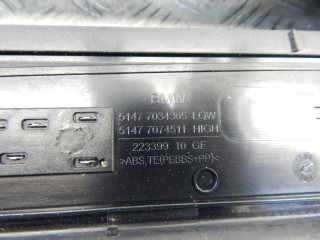 BMW
5147 7034305 LOW
5147 7074511 HIGH
223399 10 GE
>ABS,TE(PEBBS+PP)<